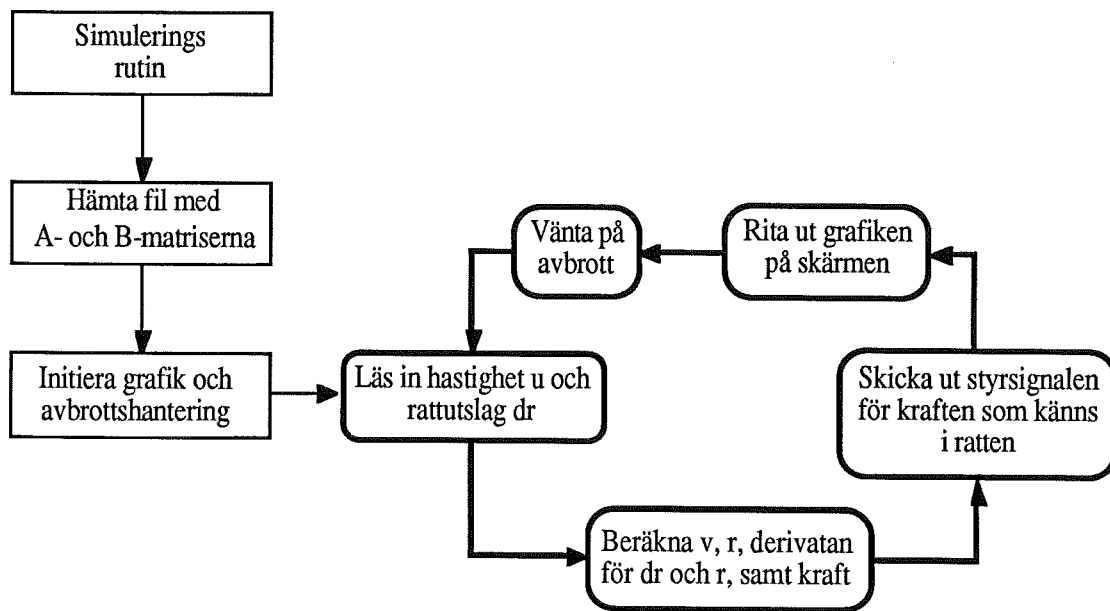 Simulerings
rutin
Hämta fil med
A- och B-matriserna
Initiera grafik och
avbrottshantering
Läs in hastighet u och
rattutslag dr
Beräkna v, r, derivatan
för dr och r, samt kraft
Skicka ut styrsignalen
för kraften som känns
i ratten
Rita ut grafiken
på skärmen
Vänta på
avbrott